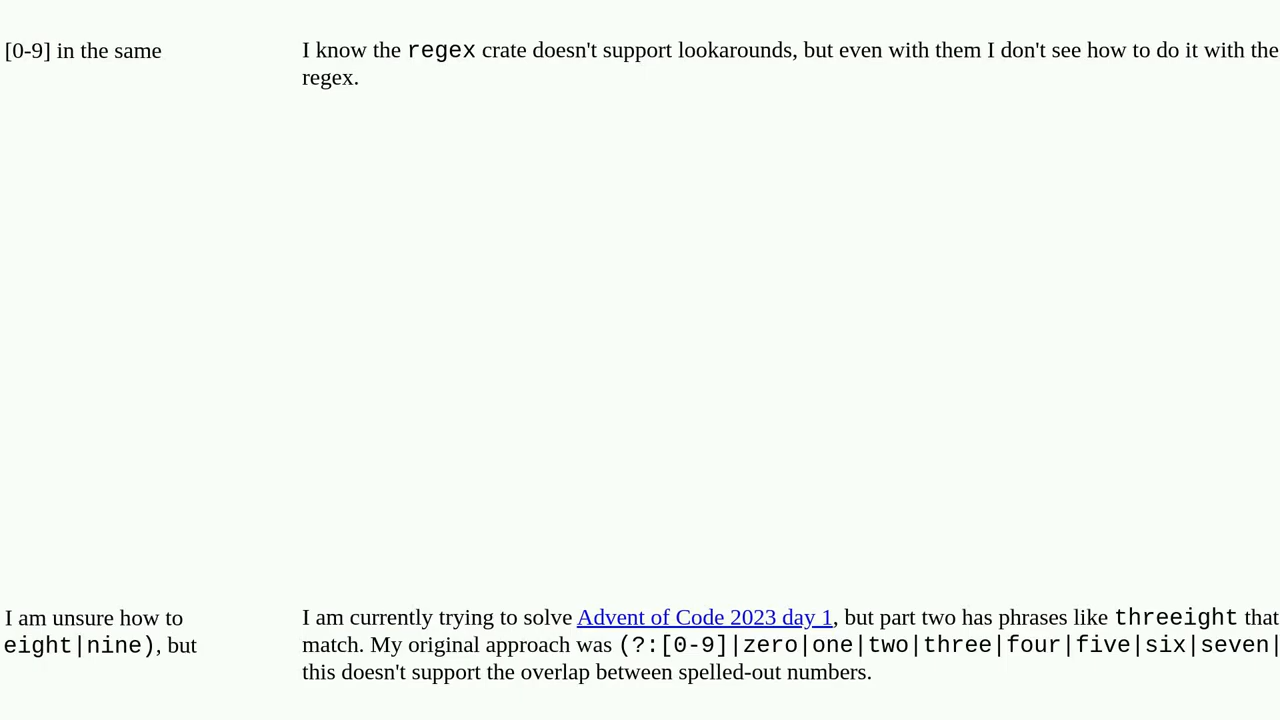 [0-9] in the same
I know the regex crate doesn't support lookarounds, but even with them I don't see how to do it with the
regex.
I am unsure how to
eight|nine), but
I am currently trying to solve Advent of Code 2023 day 1, but part two has phrases like threeight that
match. My original approach was (?:[0-9]|zero|one|two|three|four|five|six|seven|
this doesn't support the overlap between spelled-out numbers.